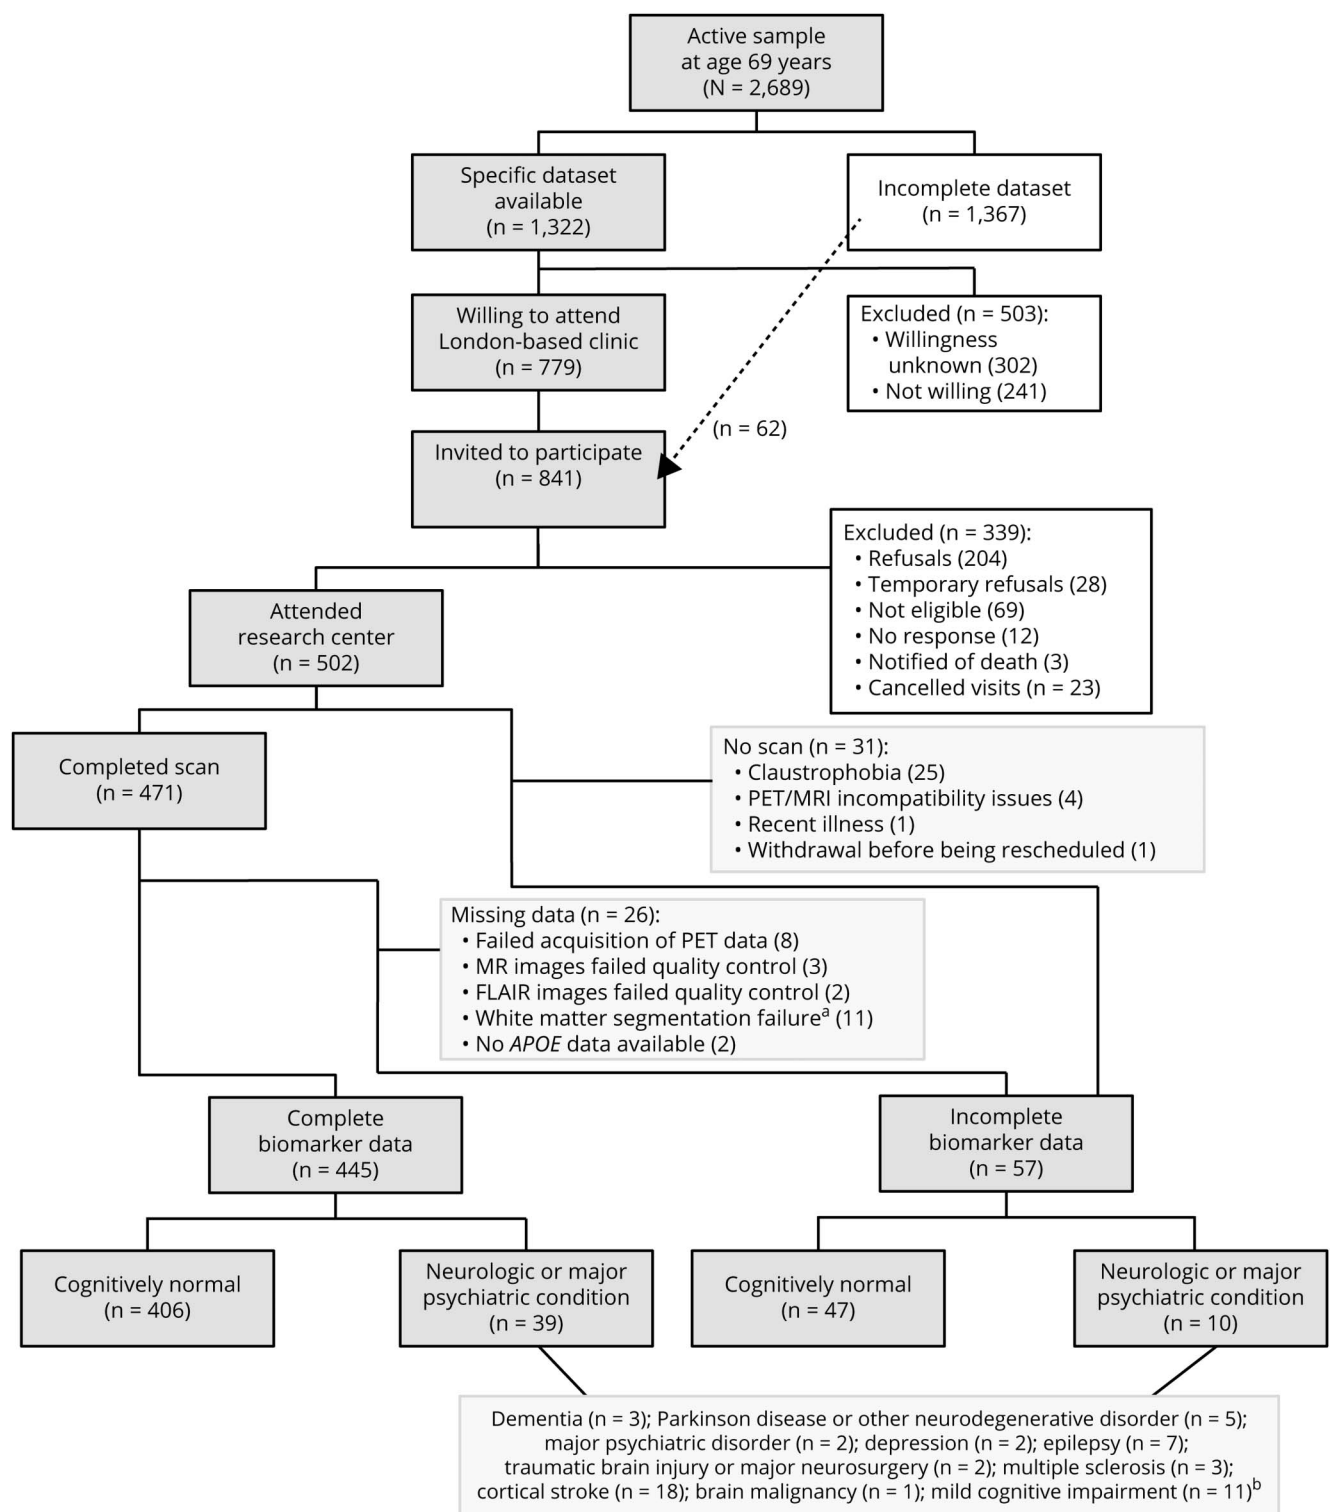 Active sample
at age 69 years
(N = 2,689)
Specific dataset
available
(n = 1,322)
Incomplete dataset
(n = 1,367)
Willing to attend
London-based clinic
(n = 779)
Excluded (n = 503):
• Willingness
unknown (302)
• Not willing (241)
(n = 62)
Invited to participate
(n = 841)
Excluded (n = 339):
• Refusals (204)
• Temporary refusals (28)
• Not eligible (69)
• No response (12)
• Notified of death (3)
• Cancelled visits (n = 23)
Attended
research center
(n = 502)
Completed scan
(n = 471)
No scan (n = 31):
• Claustrophobia (25)
• PET/MRI incompatibility issues (4)
• Recent illness (1)
• Withdrawal before being rescheduled (1)
Missing data (n = 26):
• Failed acquisition of PET data (8)
• MR images failed quality control (3)
• FLAIR images failed quality control (2)
• White matter segmentation failureᵃ (11)
• No APOE data available (2)
Complete
biomarker data
(n = 445)
Incomplete
biomarker data
(n = 57)
Cognitively normal
(n = 406)
Neurologic or major
psychiatric condition
(n = 39)
Cognitively normal
(n = 47)
Neurologic or major
psychiatric condition
(n = 10)
Dementia (n = 3); Parkinson disease or other neurodegenerative disorder (n = 5);
major psychiatric disorder (n = 2); depression (n = 2); epilepsy (n = 7);
traumatic brain injury or major neurosurgery (n = 2); multiple sclerosis (n = 3);
cortical stroke (n = 18); brain malignancy (n = 1); mild cognitive impairment (n = 11)ᵇ